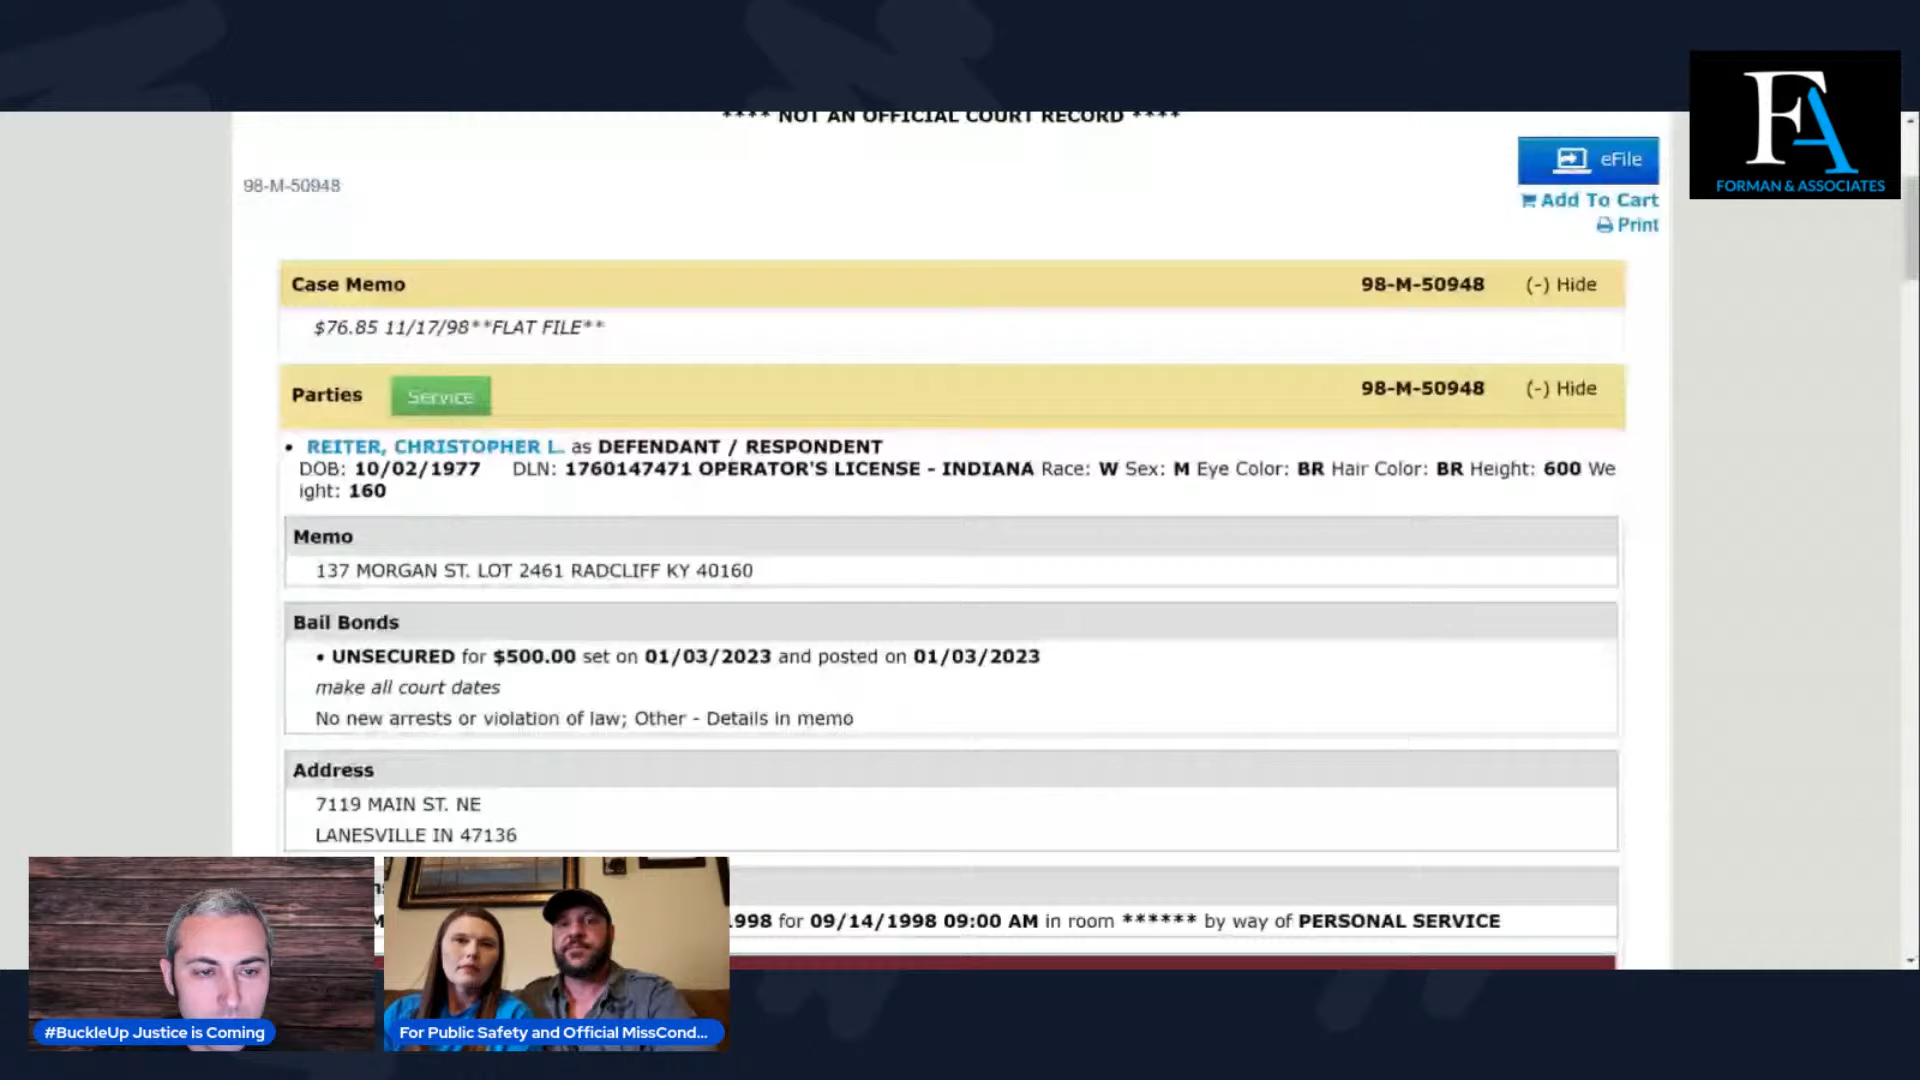 **** NOT AN OFFICIAL COURT RECORD ****
FA
FORMAN & ASSOCIATES
eFile
98-M-50948
Add To Cart
Print
Case Memo 98-M-50948 (-) Hide
$76.85 11/17/98**FLAT FILE**
Parties Service 98-M-50948 (-) Hide
• REITER, CHRISTOPHER L. as DEFENDANT / RESPONDENT
DOB: 10/02/1977 DLN: 1760147471 OPERATOR'S LICENSE - INDIANA Race: W Sex: M Eye Color: BR Hair Color: BR Height: 600 We
ight: 160
Memo
137 MORGAN ST. LOT 2461 RADCLIFF KY 40160
Bail Bonds
• UNSECURED for $500.00 set on 01/03/2023 and posted on 01/03/2023
make all court dates
No new arrests or violation of law; Other - Details in memo
Address
7119 MAIN ST. NE
LANESVILLE IN 47136
.998 for 09/14/1998 09:00 AM in room ****** by way of PERSONAL SERVICE
#BuckleUp Justice is Coming
For Public Safety and Official MissCond...